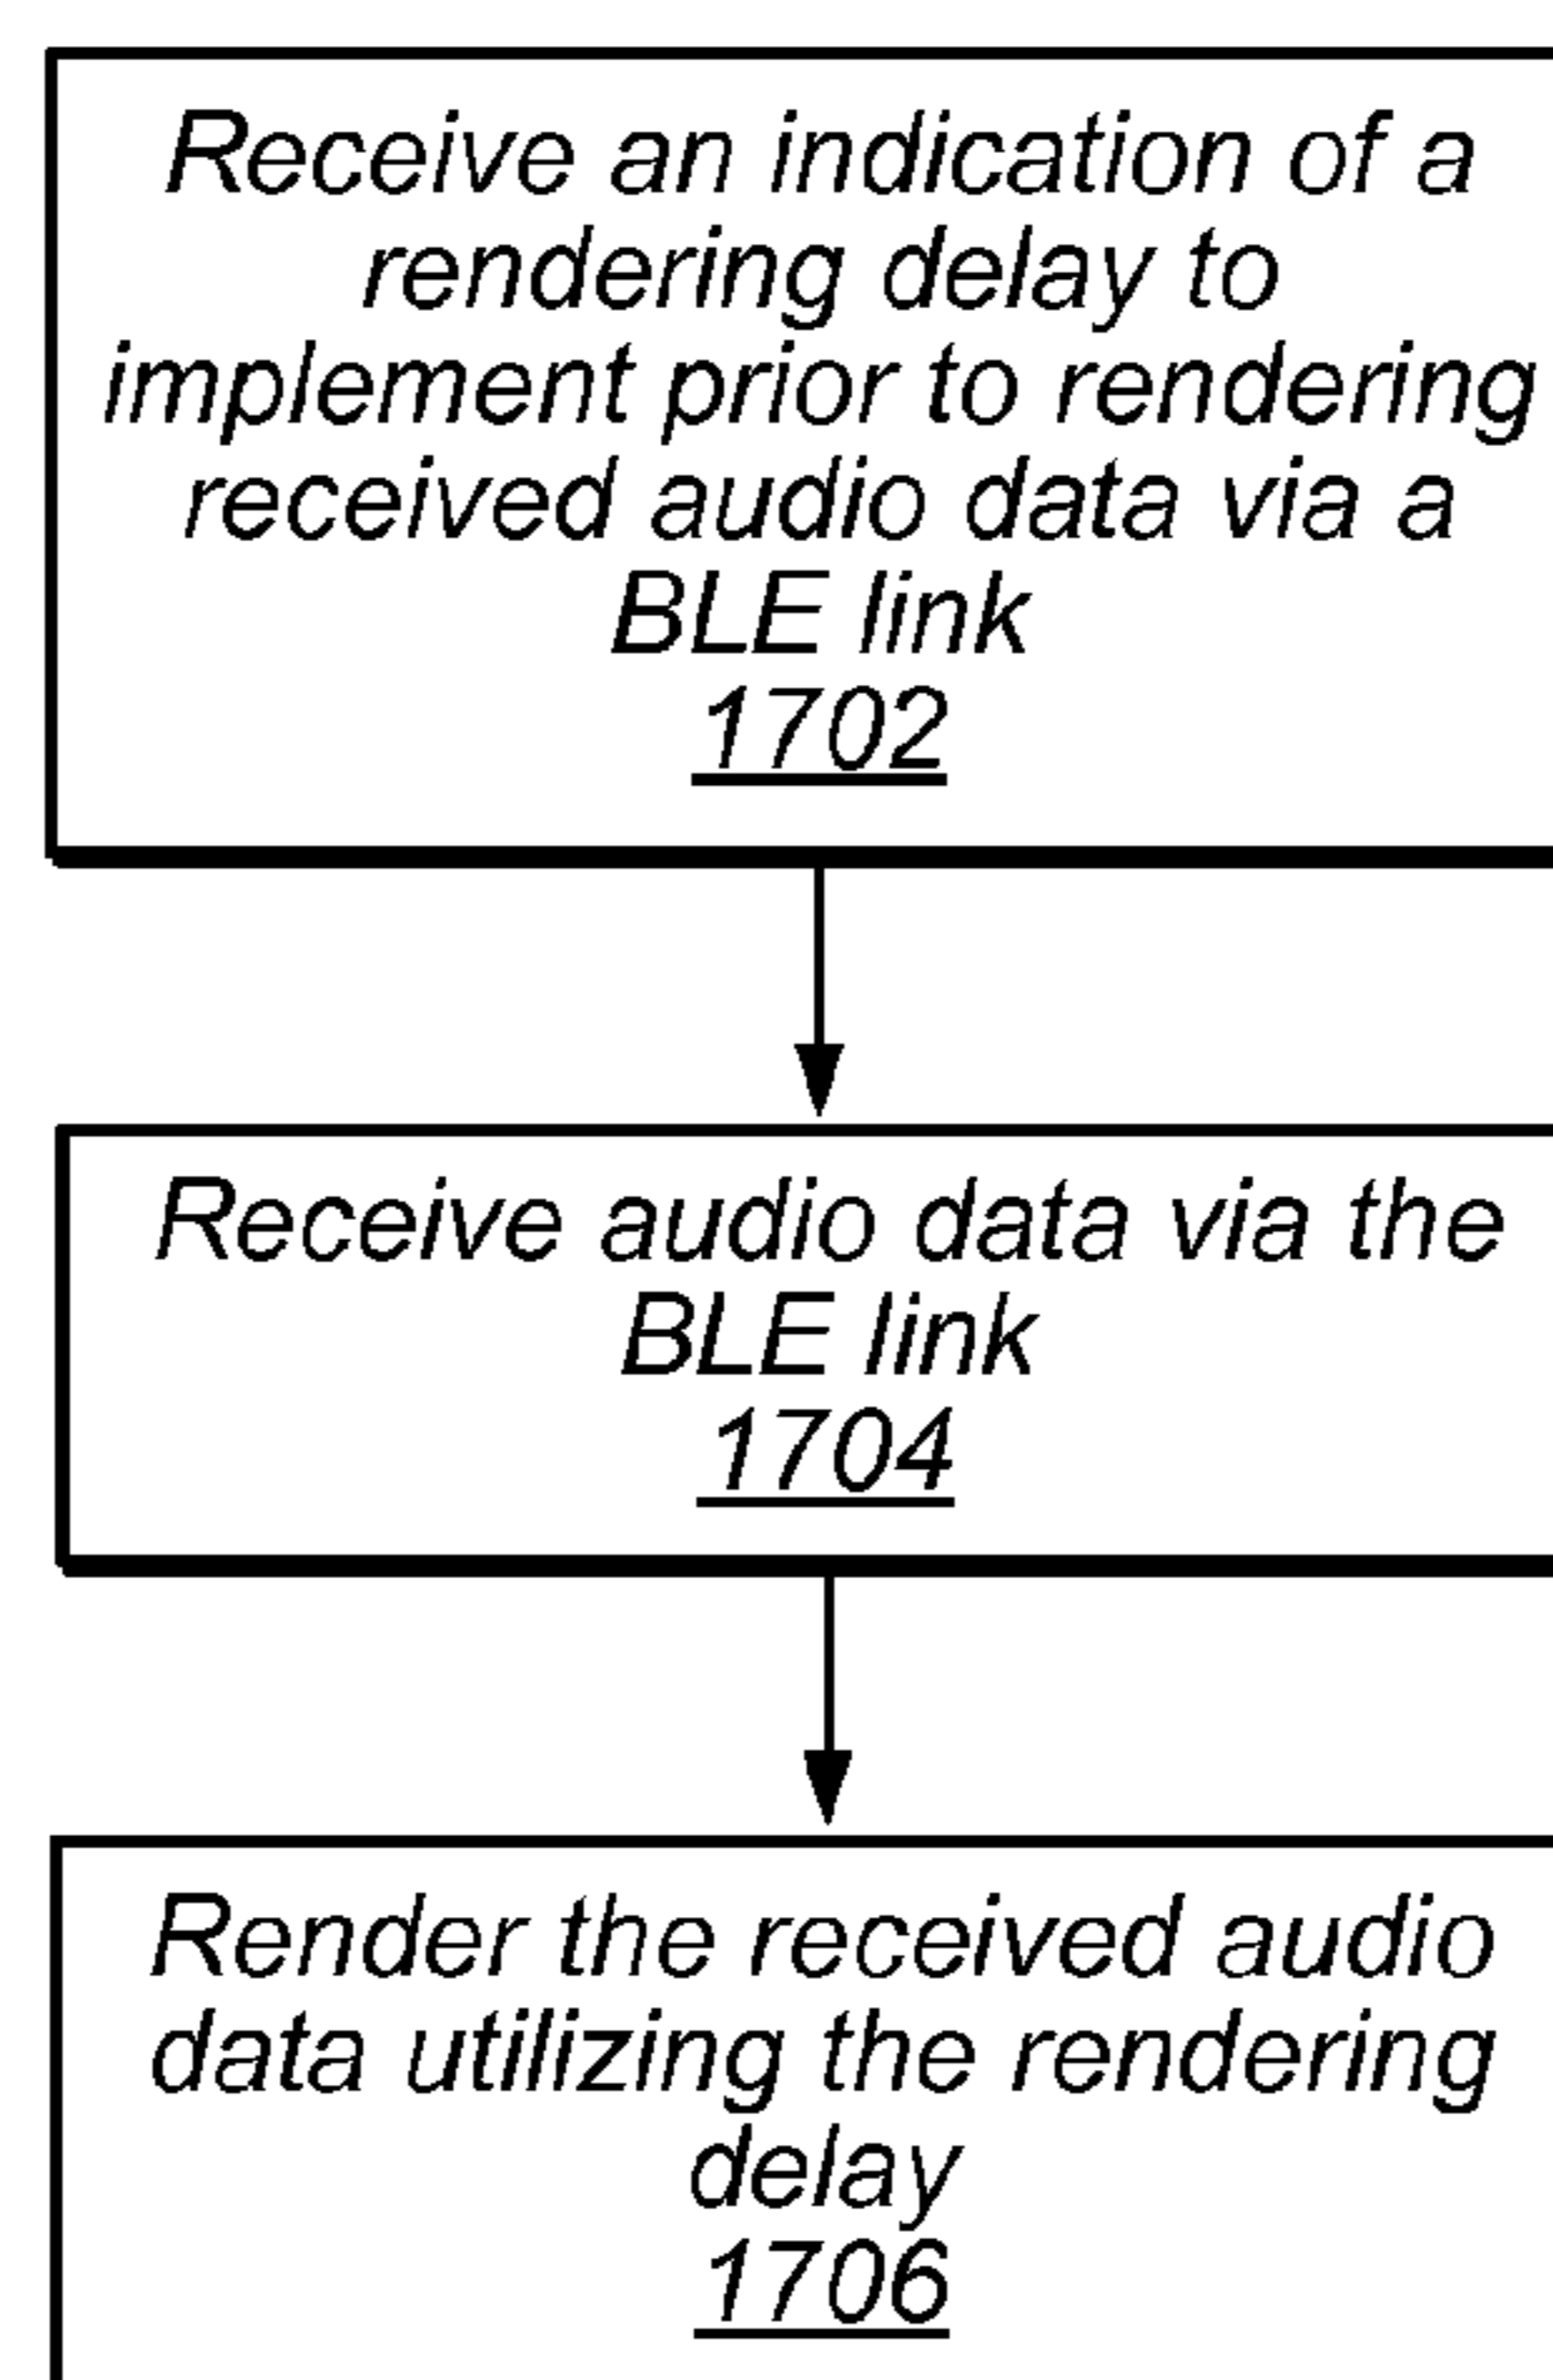 Receive an indication of a
rendering delay to
implement prior to rendering
received audio data via a
BLE link
1702
Receive audio data via the
BLE link
1704
Render the received audio
data utilizing the rendering
delay
1706